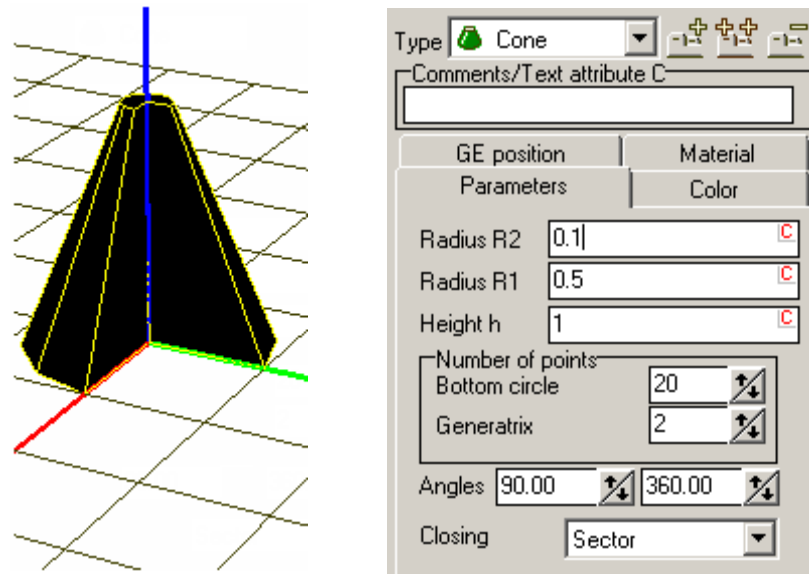 Type Cone
Comments/Text attribute C
GE position Material
Parameters Color
Radius R2 0.1 C
Radius R1 0.5 C
Height h 1 C
Number of points
Bottom circle 20
Generatrix 2
Angles 90.00 360.00
Closing Sector